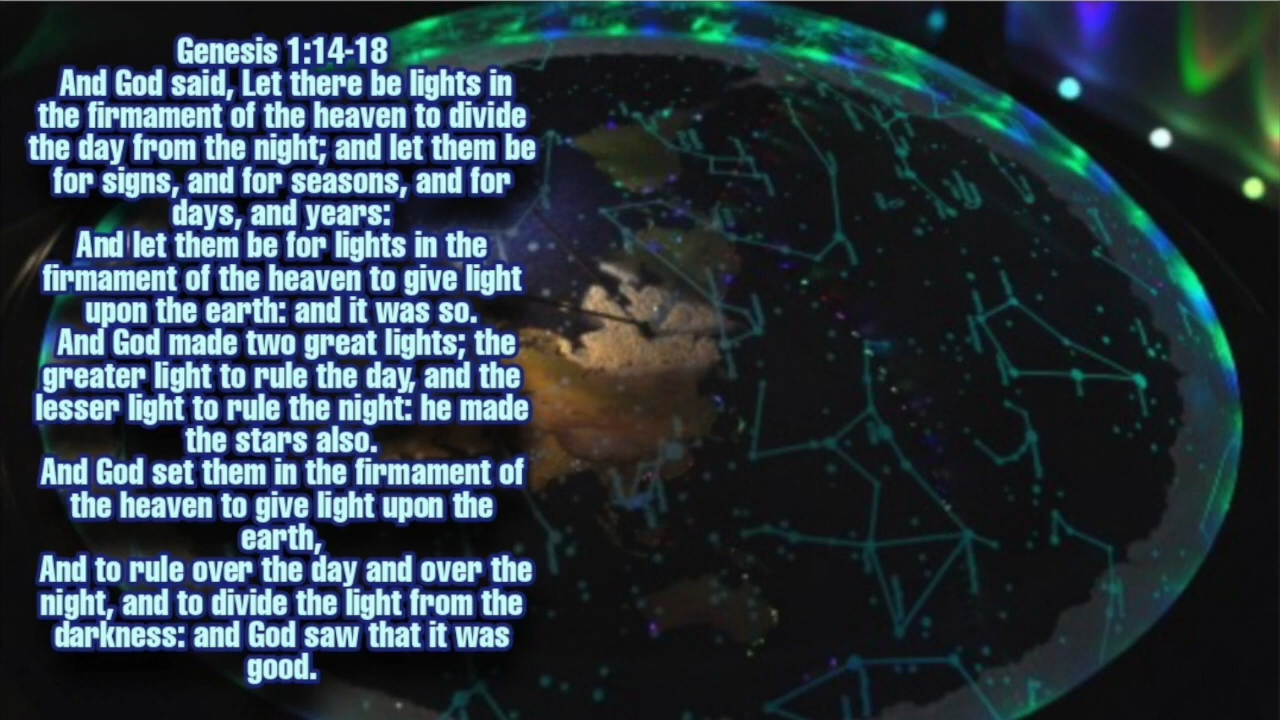 Genesis 1:14-18
And God said, Let there be lights in
the firmament of the heaven to divide
the day from the night; and let them be
for signs, and for seasons, and for
days, and years:
And let them be for lights in the
firmament of the heaven to give light
upon the earth: and it was so.
And God made two great lights; the
greater light to rule the day, and the
lesser light to rule the night: he made
the stars also.
And God set them in the firmament of
the heaven to give light upon the
earth,
And to rule over the day and over the
night, and to divide the light from the
darkness: and God saw that it was
good.